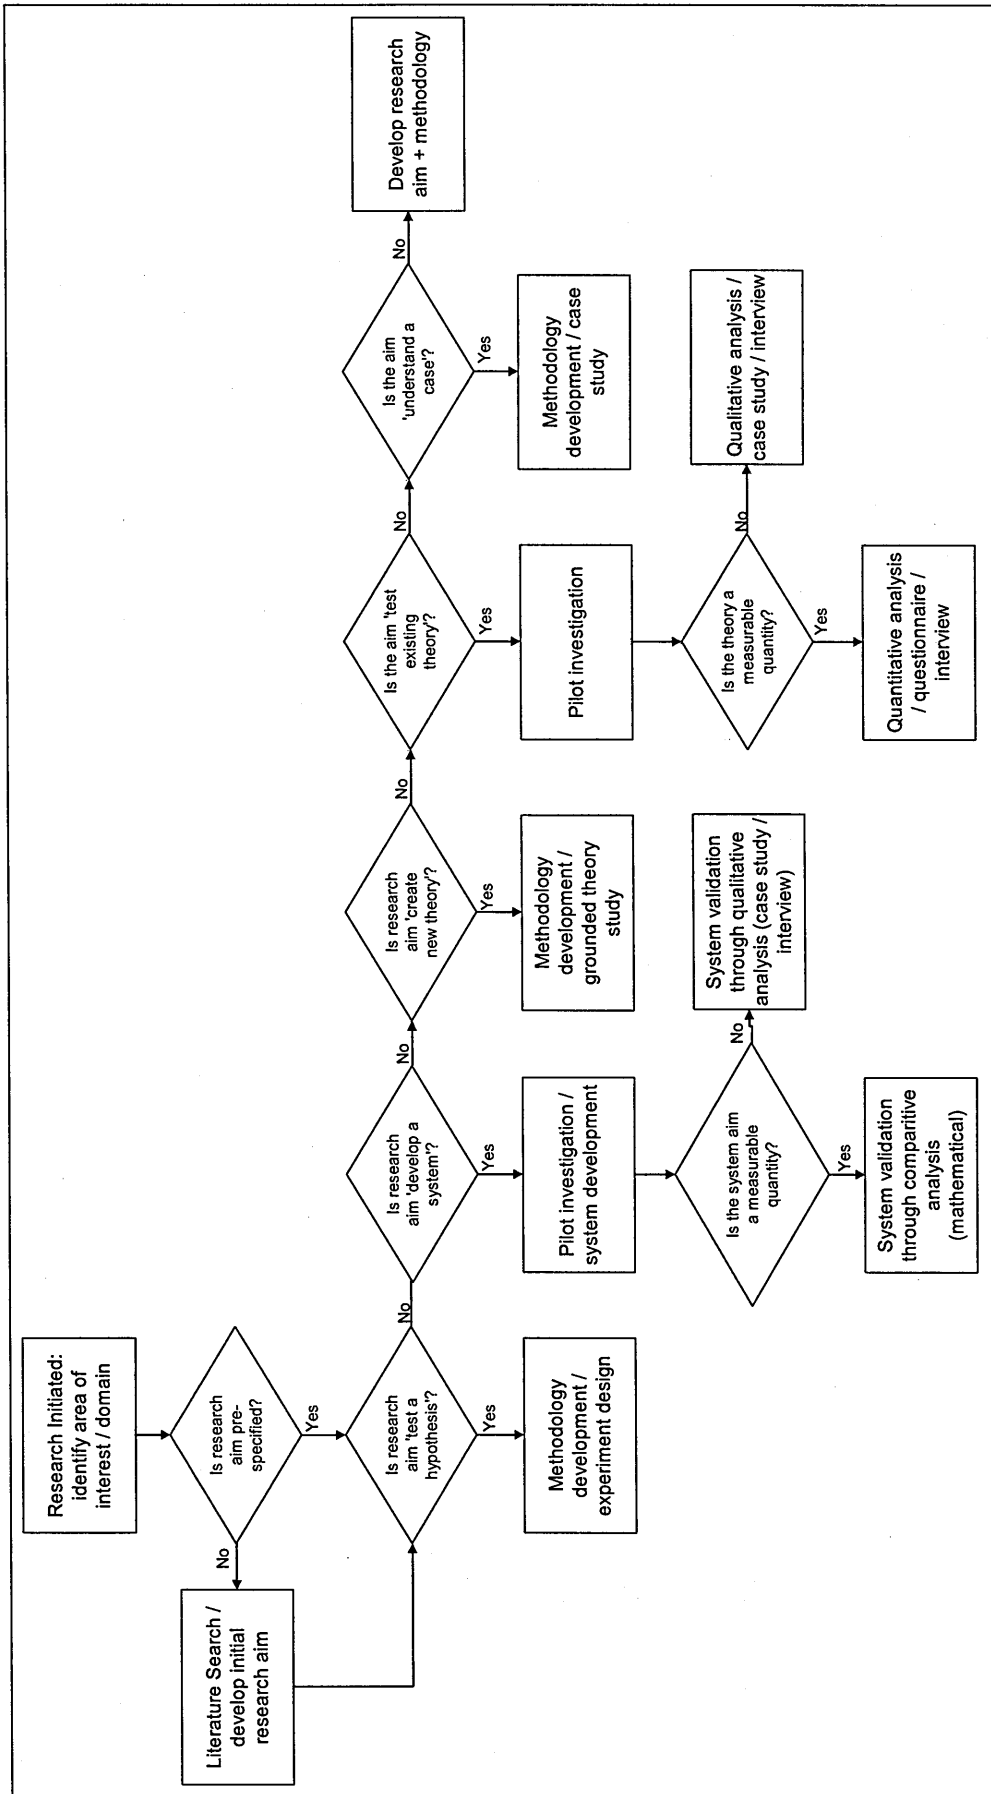 Research Initiated:
identify area of
interest / domain
Is research
aim pre-
specified?
No
Yes
Literature Search /
develop initial
research aim
Is research
aim 'test a
hypothesis'?
No
Yes
Methodology
development /
experiment design
Is research
aim 'develop a
system'?
No
Yes
Pilot investigation /
system development
Is the system aim
a measurable
quantity?
No
Yes
System validation
through qualitative
analysis (case study /
interview)
System validation
through comparitive
analysis
(mathematical)
Is research
aim 'create
new theory'?
No
Yes
Methodology
development /
grounded theory
study
Is the aim 'test
existing
theory'?
No
Yes
Pilot investigation
Is the theory a
measurable
quantity?
No
Yes
Qualitative analysis /
case study / interview
Quantitative analysis
/ questionnaire /
interview
Is the aim
'understand a
case'?
No
Yes
Methodology
development / case
study
Develop research
aim + methodology